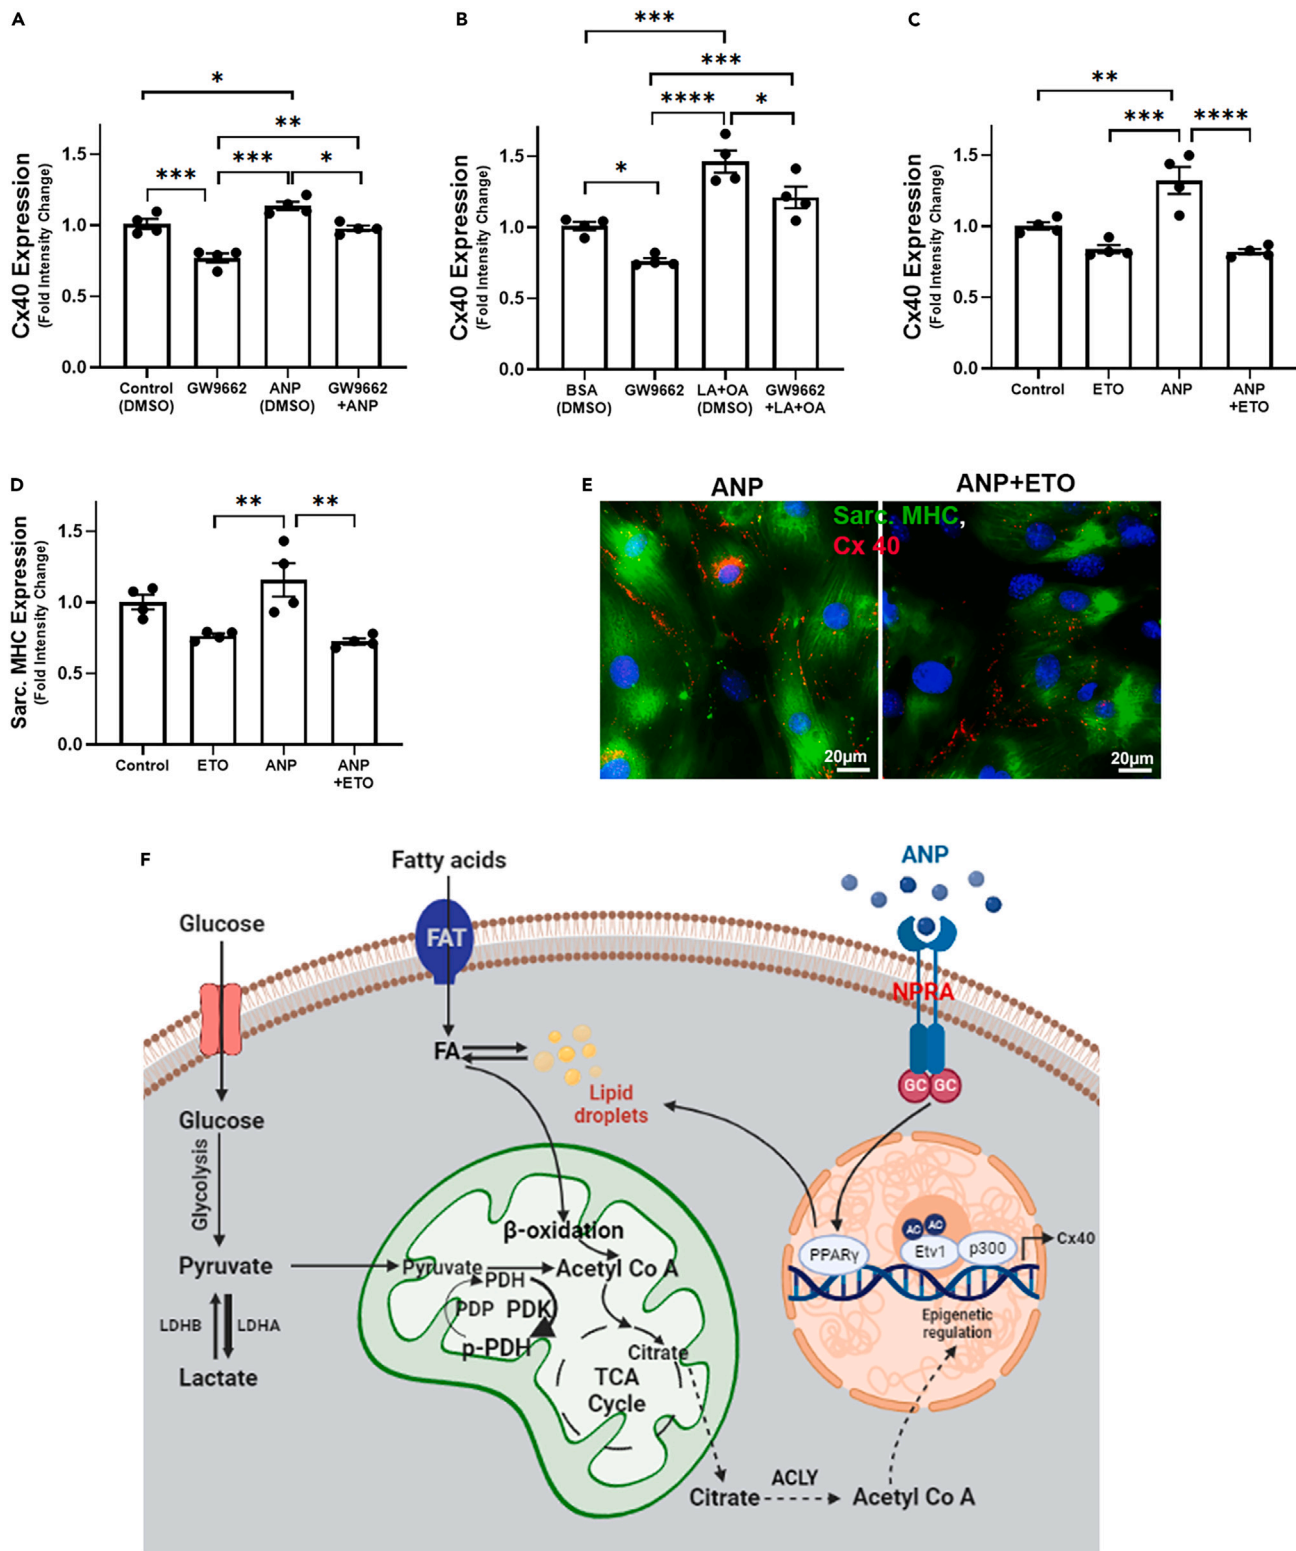 A
*
**
***
***
*
Cx40 Expression
(Fold Intensity Change)
1.5
1.0
0.5
0.0
Control
(DMSO)
GW9662
ANP
(DMSO)
GW9662
+ANP
B
***
***
****
*
*
Cx40 Expression
(Fold Intensity Change)
1.5
1.0
0.5
0.0
BSA
(DMSO)
GW9662
LA+OA
(DMSO)
GW9662
+LA+OA
C
**
***
****
Cx40 Expression
(Fold Intensity Change)
1.5
1.0
0.5
0.0
Control
ETO
ANP
ANP
+ETO
D
**
**
Sarc. MHC Expression
(Fold Intensity Change)
1.5
1.0
0.5
0.0
Control
ETO
ANP
ANP
+ETO
E
ANP
ANP+ETO
Sarc. MHC,
Cx 40
20μm
20μm
F
Fatty acids
ANP
Glucose
FAT
NPRA
FA
GC GC
Lipid
droplets
Glucose
Glycolysis
β-oxidation
AC AC
PPARγ
Etv1
p300
Cx40
Pyruvate
Pyruvate
Acetyl Co A
PDH
PDP PDK
Epigenetic
regulation
LDHB
LDHA
p-PDH
Citrate
Lactate
TCA
Cycle
ACLY
Citrate
Acetyl Co A